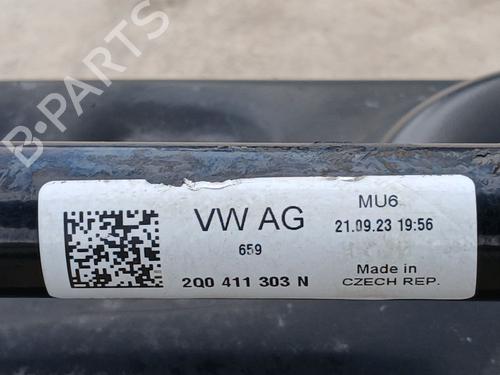 B-PARTS
VW AG
659
2Q0 411 303 N
MU6
21.09.23 19:56
Made in
CZECH REP.